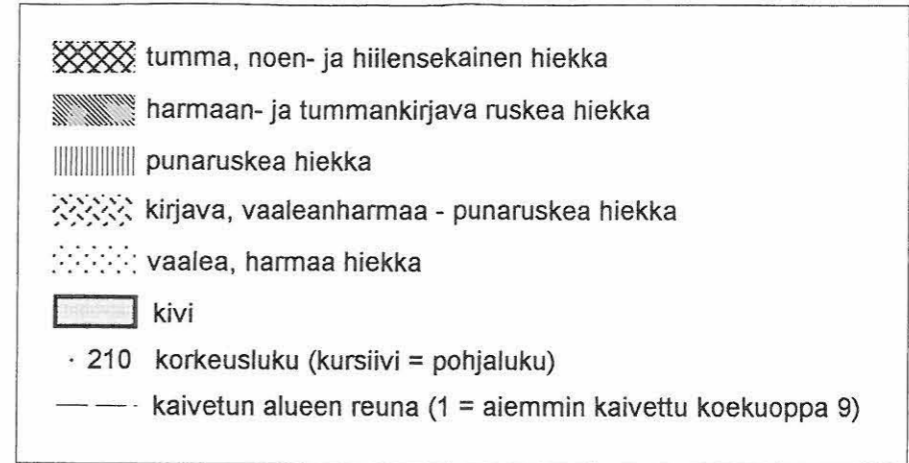 tumma, noen- ja hiilensekainen hiekka
harmaan- ja tummankirjava ruskea hiekka
punaruskea hiekka
kirjava, vaaleanharmaa - punaruskea hiekka
vaalea, harmaa hiekka
kivi
· 210 korkeusluku (kursiivi = pohjaluku)
kaivetun alueen reuna (1 = aiemmin kaivettu koekuoppa 9)